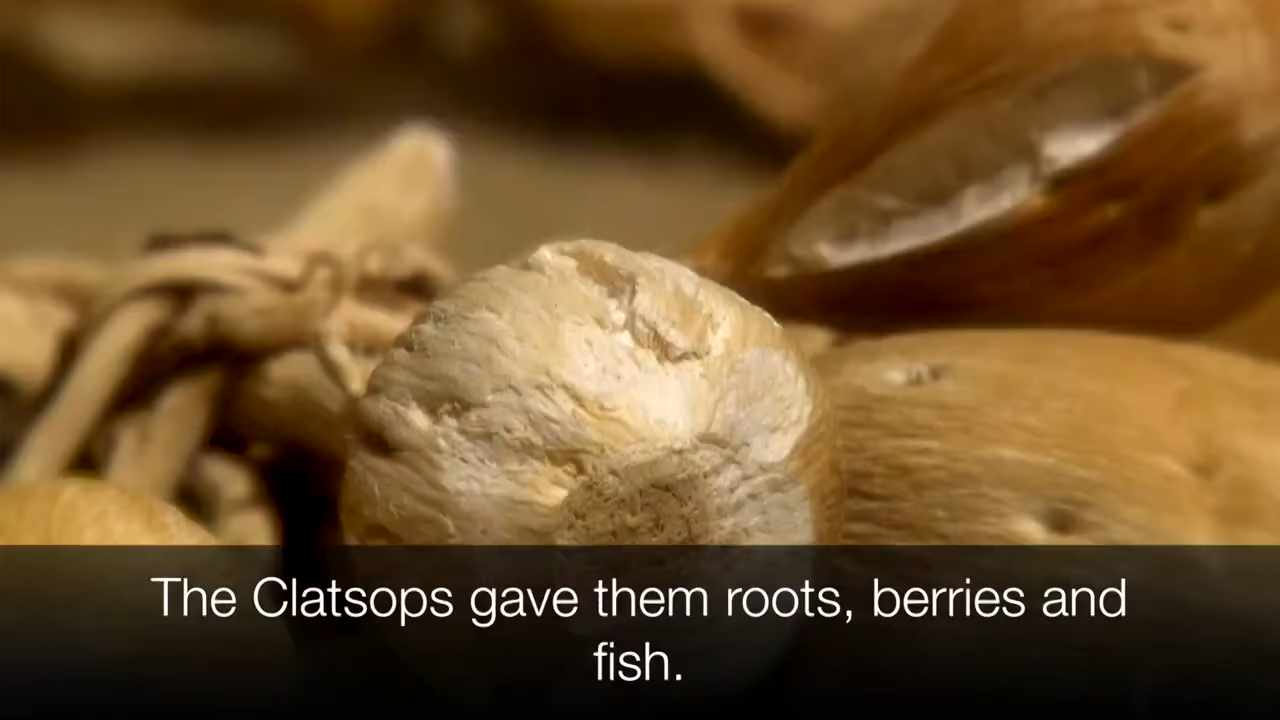 The Clatsops gave them roots, berries and
fish.